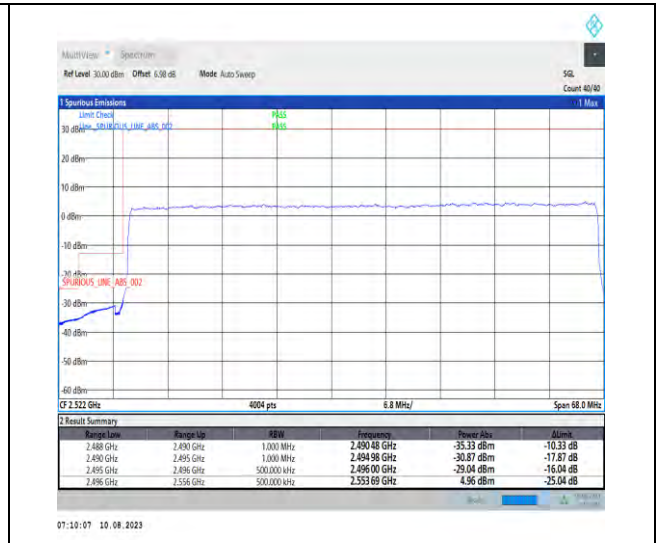 MultiView Spectrum
Ref Level 30.00 dBm Offset 6.98 dB Mode Auto Sweep SGL
Count 40/40
1 Spurious Emissions 1 Max
Limit Check PASS
30 dBm Line_SPURIOUS_LINE_ABS_002 PASS
20 dBm
10 dBm
0 dBm
-10 dBm
-20 dBm
SPURIOUS_LINE_ABS_002
-30 dBm
-40 dBm
-50 dBm
-60 dBm
CF 2.522 GHz 4004 pts 6.8 MHz/ Span 68.0 MHz
2 Result Summary
Range Low Range Up RBW Frequency Power Abs ΔLimit
2.488 GHz 2.490 GHz 1.000 MHz 2.490 48 GHz -35.33 dBm -10.33 dB
2.490 GHz 2.495 GHz 1.000 MHz 2.494 98 GHz -30.87 dBm -17.87 dB
2.495 GHz 2.496 GHz 500.000 kHz 2.496 00 GHz -29.04 dBm -16.04 dB
2.496 GHz 2.556 GHz 500.000 kHz 2.553 69 GHz 4.96 dBm -25.04 dB
07:10:07 10.08.2023